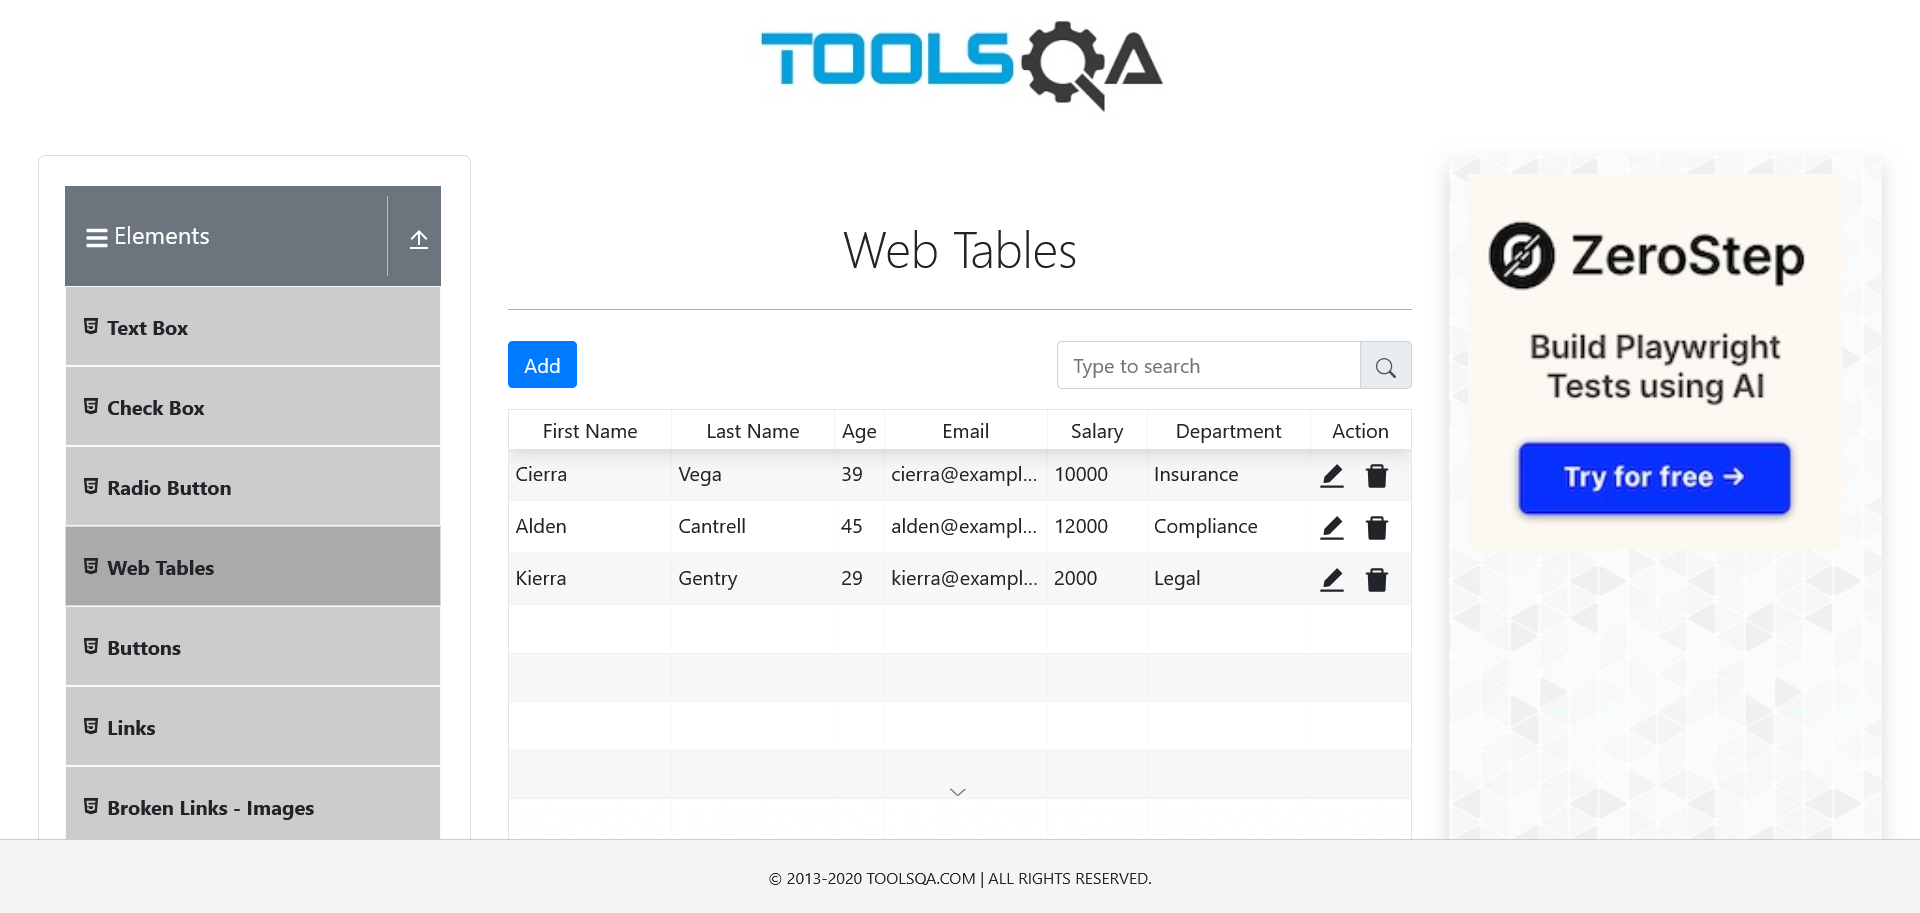 TOOLSQA
Elements
Text Box
Check Box
Radio Button
Web Tables
Buttons
Links
Broken Links - Images
Web Tables
Add
Type to search
First Name Last Name Age Email Salary Department Action
Cierra Vega 39 cierra@exampl... 10000 Insurance
Alden Cantrell 45 alden@exampl... 12000 Compliance
Kierra Gentry 29 kierra@exampl... 2000 Legal
ZeroStep
Build Playwright
Tests using AI
Try for free →
© 2013-2020 TOOLSQA.COM | ALL RIGHTS RESERVED.